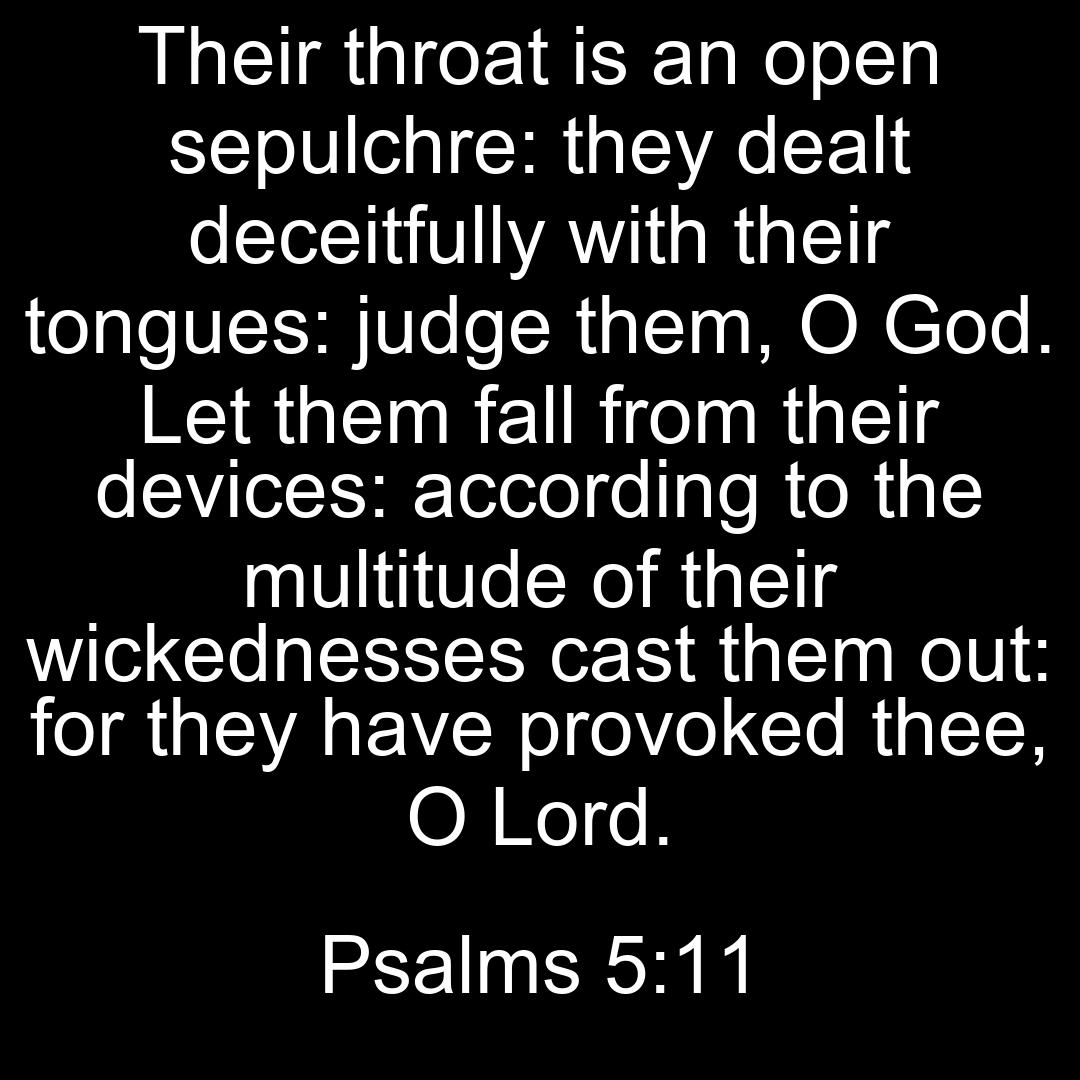 Their throat is an open
sepulchre: they dealt
deceitfully with their
tongues: judge them, O God.
Let them fall from their
devices: according to the
multitude of their
wickednesses cast them out:
for they have provoked thee,
O Lord.
Psalms 5:11